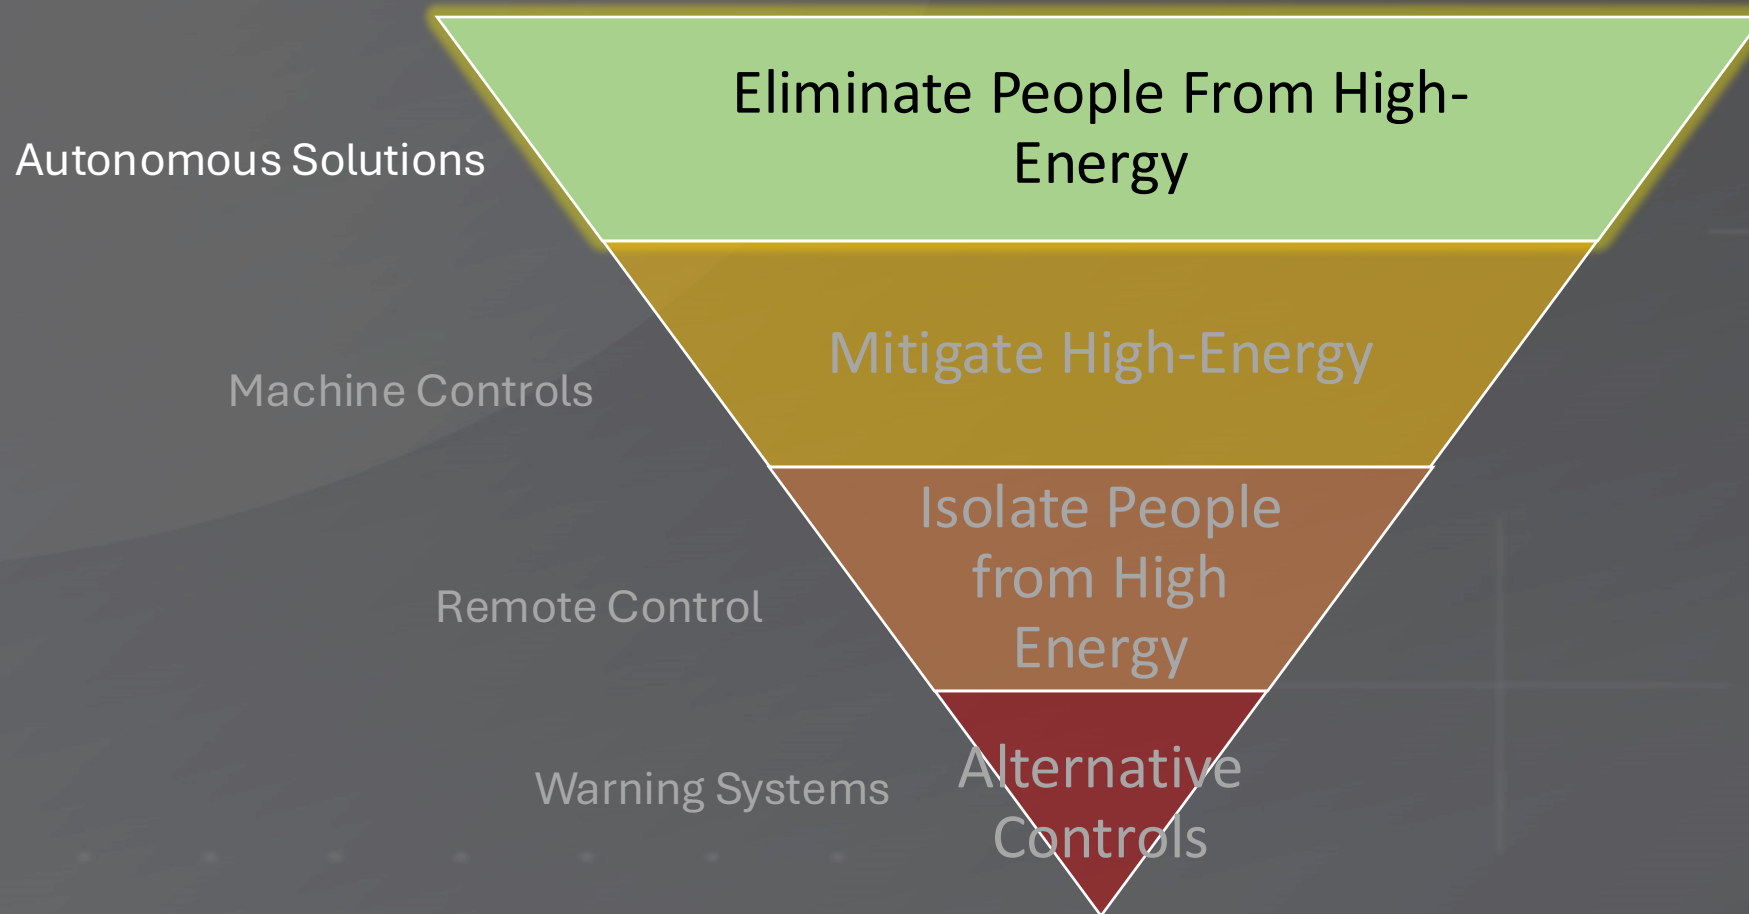 Eliminate People From High-
Energy
Autonomous Solutions
Mitigate High-Energy
Machine Controls
Isolate People
from High
Energy
Remote Control
Alternative
Controls
Warning Systems